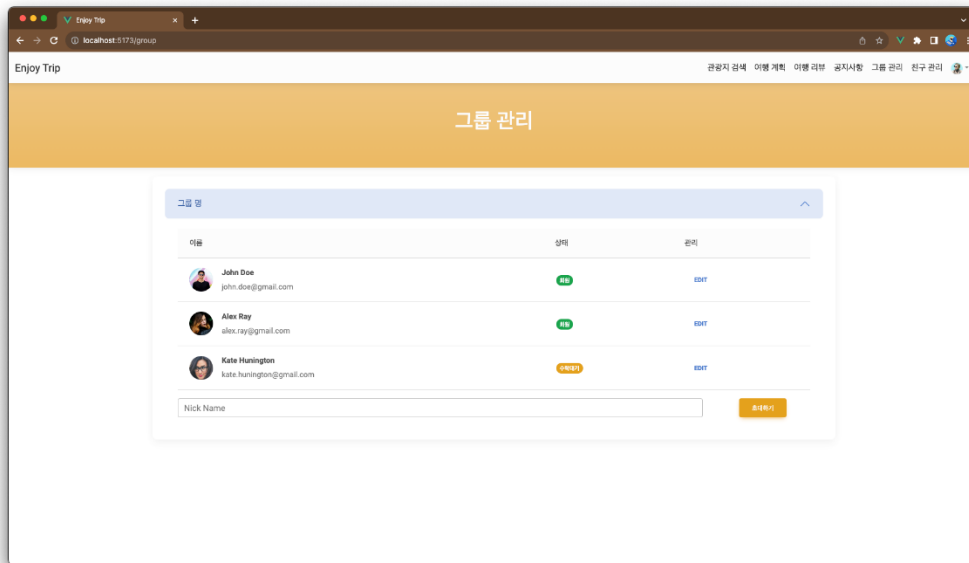 Enjoy Trip
localhost:5173/group
Enjoy Trip
관광지 검색 여행 계획 여행 리뷰 공지사항 그룹 관리 전구 관리
그룹 관리
그룹 명
이름 상태 관리
John Doe
john.doe@gmail.com
회원
EDIT
Alex Ray
alex.ray@gmail.com
회원
EDIT
Kate Hunington
kate.hunington@gmail.com
수락대기
EDIT
Nick Name
초대하기